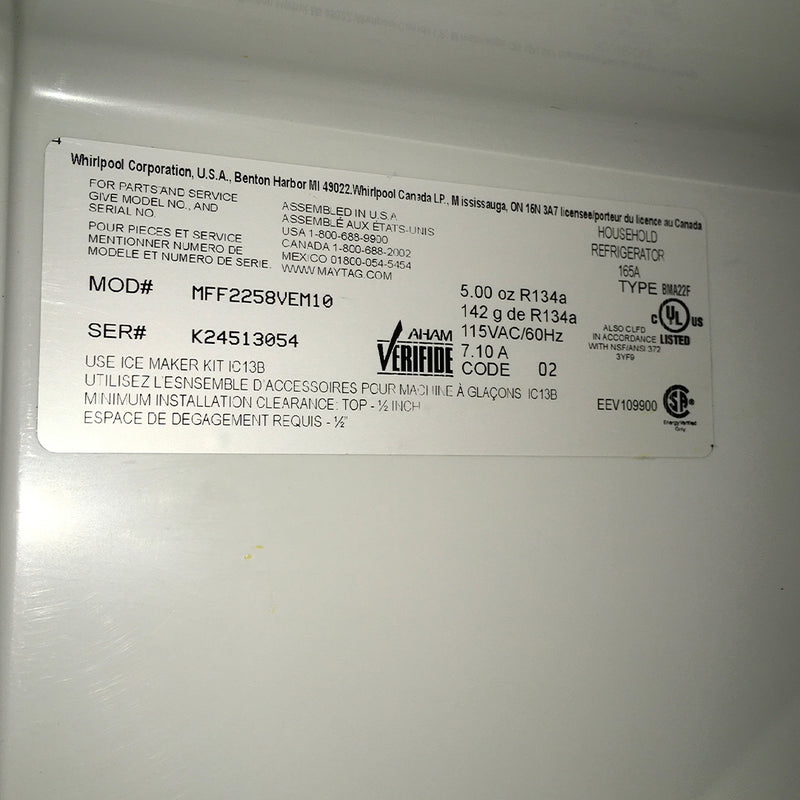 Whirlpool Corporation, U.S.A., Benton Harbor MI 49022.Whirlpool Canada LP., Mississauga, ON 16N 3A7 licensee/porteur du licence au Canada
FOR PARTS AND SERVICE
GIVE MODEL NO., AND
SERIAL NO.
POUR PIECES ET SERVICE
MENTIONNER NUMERO DE
MODELE ET NUMERO DE SERIE.
ASSEMBLED IN U.S.A
ASSEMBLÉ AUX ÉTATS-UNIS
USA 1-800-688-9900
CANADA 1-800-688-2002
MEXICO 01800-054-5454
WWW.MAYTAG.COM
HOUSEHOLD
REFRIGERATOR
165A
TYPE BMA22F
MOD# MFF2258VEM10
SER# K24513054
AHAM
VERIFIDE
5.00 oz R134a
142 g de R134a
115VAC/60Hz
7.10 A
CODE 02
C UL US
LISTED
ALSO CLFD
IN ACCORDANCE
WITH NSF/ANSI 372
3YF9
USE ICE MAKER KIT IC13B
UTILISEZ L'ESNSEMBLE D'ACCESSOIRES POUR MACHINE À GLAÇONS IC13B
MINIMUM INSTALLATION CLEARANCE: TOP - ½ INCH
ESPACE DE DEGAGEMENT REQUIS - ½"
EEV109900
SA
Energy Verified
Only